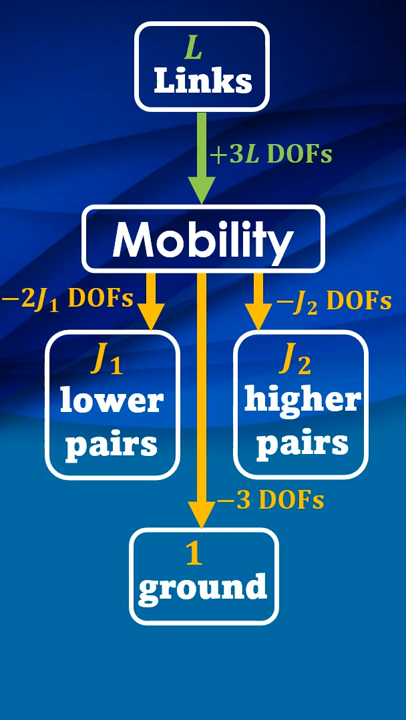 L
Links
+3L DOFs
Mobility
−2J₁ DOFs
−J₂ DOFs
J₁
lower
pairs
J₂
higher
pairs
−3 DOFs
1
ground